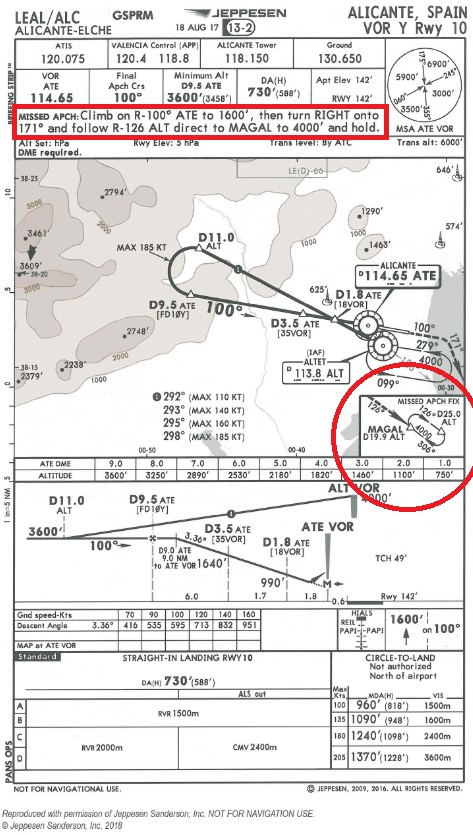 LEAL/ALC GSPRM JEPPESEN ALICANTE, SPAIN
ALICANTE-ELCHE 18 AUG 17 13-2 VOR Y Rwy 10
ATIS VALENCIA Control (APP) ALICANTE Tower Ground
120.075 120.4 118.8 118.150 130.650
BRIEFING STRIP™
VOR ATE 114.65
Final Apch Crs 100°
Minimum Alt D9.5 ATE 3600'(3458')
DA(H) 730'(588')
Apt Elev 142'
RWY 142'
MISSED APCH: Climb on R-100° ATE to 1600', then turn RIGHT onto
171° and follow R-126 ALT direct to MAGAL to 4000' and hold.
Alt Set: hPa Rwy Elev: 5 hPa Trans level: By ATC Trans alt: 6000'
DME required.
175°
6900'
5900'
060°
3500'
3100'
355°
MSA ATE VOR
38-25
2794'
LE(D)-66
646'
3000
3461'
3609'
38-20
3000
2000
1000
1290'
1463'
1000
574'
MAX 185 KT
D11.0
ALT
D9.5 ATE
[FD10Y]
100°
D3.5 ATE
[35VOR]
625'
D1.8 ATE
[18VOR]
ALICANTE
D 114.65 ATE
(IAF)
ALTET
D 113.8 ALT
100°
279°
4000
099°
171°
00-30
2748'
2000
2238'
1000
38-15
2379'
10
5
0
5
1 in=5 NM
292° (MAX 110 KT)
293° (MAX 140 KT)
295° (MAX 160 KT)
298° (MAX 185 KT)
00-50
00-40
MISSED APCH FIX
126°
126°
D25.0
ALT
MAGAL
D19.9 ALT
4000
306°
ATE DME 9.0 8.0 7.0 6.0 5.0 4.0 3.0 2.0 1.0
ALTITUDE 3600' 3250' 2890' 2530' 2180' 1820' 1460' 1100' 750'
ALT VOR
4000'
D11.0
ALT
D9.5 ATE
[FD10Y]
3600'
100°
D9.0 ATE
9.0 NM
to ATE VOR
3.36°
1640'
D3.5 ATE
[35VOR]
D1.8 ATE
[18VOR]
990'
ATE VOR
M
TCH 49'
6.0 1.7 1.8 0.6 Rwy 142'
Gnd speed-Kts 70 90 100 120 140 160
Descent Angle 3.36° 416 535 595 713 832 951
MAP at ATE VOR
HIALS
REIL
PAPI PAPI
1600' on 100°
Standard STRAIGHT-IN LANDING RWY10
DA(H) 730'(588')
ALS out
A
B
C
D
RVR 1500m
RVR 2000m CMV 2400m
CIRCLE-TO-LAND
Not authorized
North of airport
Max Kts MDA(H) VIS
100 960' (818') 1500m
135 1090' (948') 1600m
180 1240'(1098') 2400m
205 1370'(1228') 3600m
PANS OPS
NOT FOR NAVIGATIONAL USE. © JEPPESEN, 2009, 2016. ALL RIGHTS RESERVED.
Reproduced with permission of Jeppesen Sanderson, Inc. NOT FOR NAVIGATION USE.
© Jeppesen Sanderson, Inc. 2018